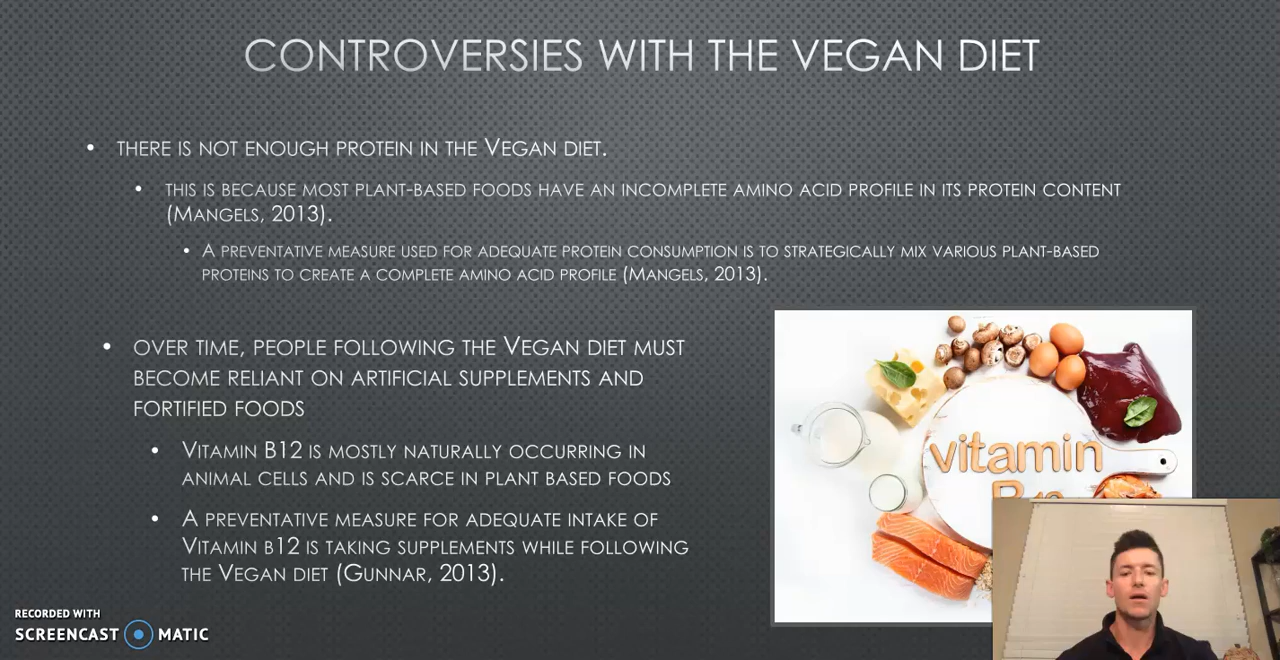 CONTROVERSIES WITH THE VEGAN DIET
• THERE IS NOT ENOUGH PROTEIN IN THE VEGAN DIET.
• THIS IS BECAUSE MOST PLANT-BASED FOODS HAVE AN INCOMPLETE AMINO ACID PROFILE IN ITS PROTEIN CONTENT
(MANGELS, 2013).
• A PREVENTATIVE MEASURE USED FOR ADEQUATE PROTEIN CONSUMPTION IS TO STRATEGICALLY MIX VARIOUS PLANT-BASED
PROTEINS TO CREATE A COMPLETE AMINO ACID PROFILE (MANGELS, 2013).
• OVER TIME, PEOPLE FOLLOWING THE VEGAN DIET MUST
BECOME RELIANT ON ARTIFICIAL SUPPLEMENTS AND
FORTIFIED FOODS
• VITAMIN B12 IS MOSTLY NATURALLY OCCURRING IN
ANIMAL CELLS AND IS SCARCE IN PLANT BASED FOODS
• A PREVENTATIVE MEASURE FOR ADEQUATE INTAKE OF
VITAMIN B12 IS TAKING SUPPLEMENTS WHILE FOLLOWING
THE VEGAN DIET (GUNNAR, 2013).
vitamin
B12
RECORDED WITH
SCREENCAST MATIC